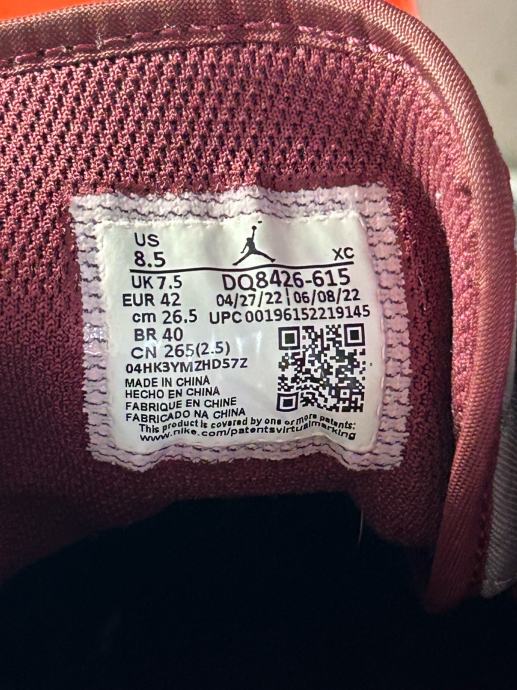 US
8.5 XC
UK 7.5 DQ8426-615
EUR 42 04/27/22 | 06/08/22
cm 26.5 UPC 00196152219145
BR 40
CN 265(2.5)
04HK3YMZHD57Z
MADE IN CHINA
HECHO EN CHINA
FABRIQUE EN CHINE
FABRICADO NA CHINA
This product is covered by one or more patents:
www.nike.com/patentsvirtualmarking